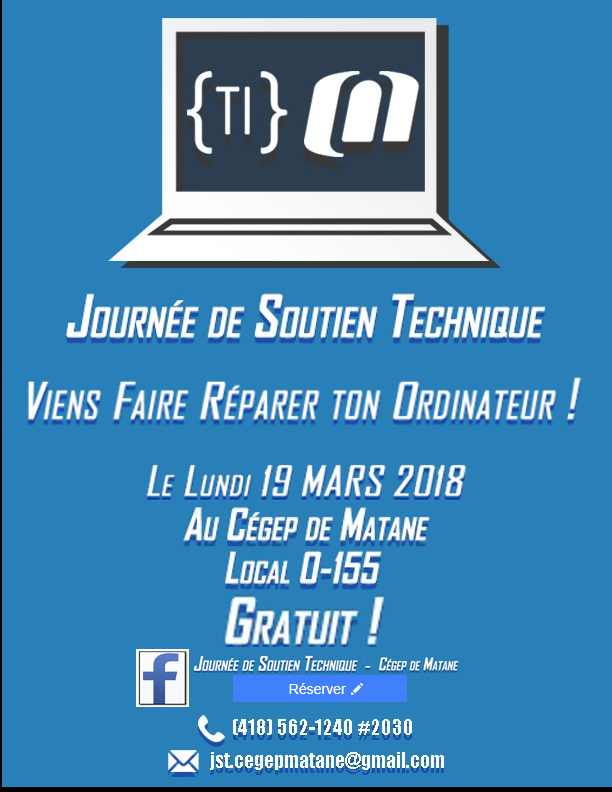 {TI}
JOURNÉE DE SOUTIEN TECHNIQUE
VIENS FAIRE RÉPARER TON ORDINATEUR !
LE LUNDI 19 MARS 2018
AU CÉGEP DE MATANE
LOCAL O-155
GRATUIT !
JOURNÉE DE SOUTIEN TECHNIQUE - CÉGEP DE MATANE
Réserver
(418) 562-1240 #2030
jst.cegepmatane@gmail.com